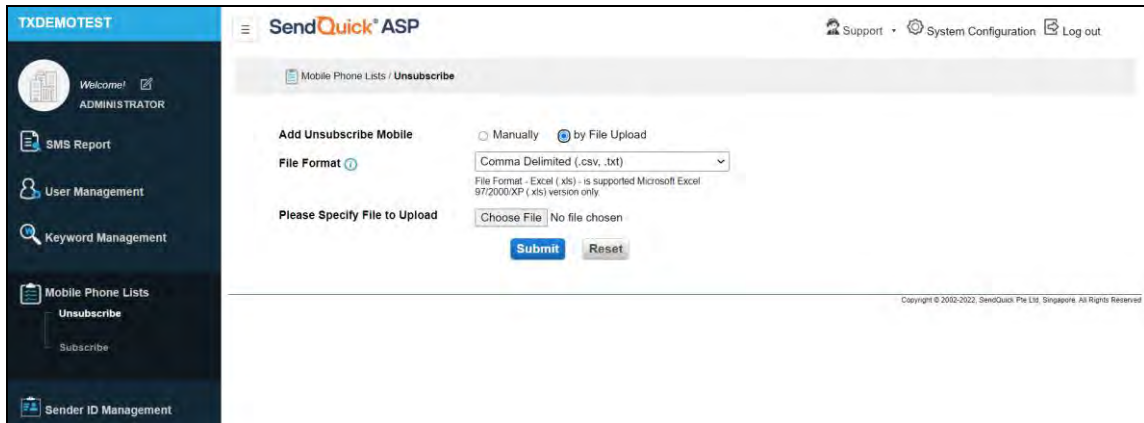 TXDEMOTEST
SendQuick® ASP
Support
System Configuration
Log out
Welcome!
ADMINISTRATOR
SMS Report
User Management
Keyword Management
Mobile Phone Lists
Unsubscribe
Subscribe
Sender ID Management
Mobile Phone Lists / Unsubscribe
Add Unsubscribe Mobile
Manually
by File Upload
File Format
Comma Delimited (.csv, .txt)
File Format - Excel (.xls) - is supported Microsoft Excel
97/2000/XP (.xls) version only.
Please Specify File to Upload
Choose File No file chosen
Submit
Reset
Copyright © 2002-2022, SendQuick Pte Ltd, Singapore. All Rights Reserved